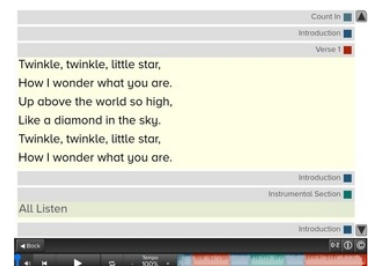 Count In
Introduction
Verse 1
Twinkle, twinkle, little star,
How I wonder what you are.
Up above the world so high,
Like a diamond in the sky.
Twinkle, twinkle, little star,
How I wonder what you are.
Introduction
Instrumental Section
All Listen
Introduction
Back
Tempo
100%